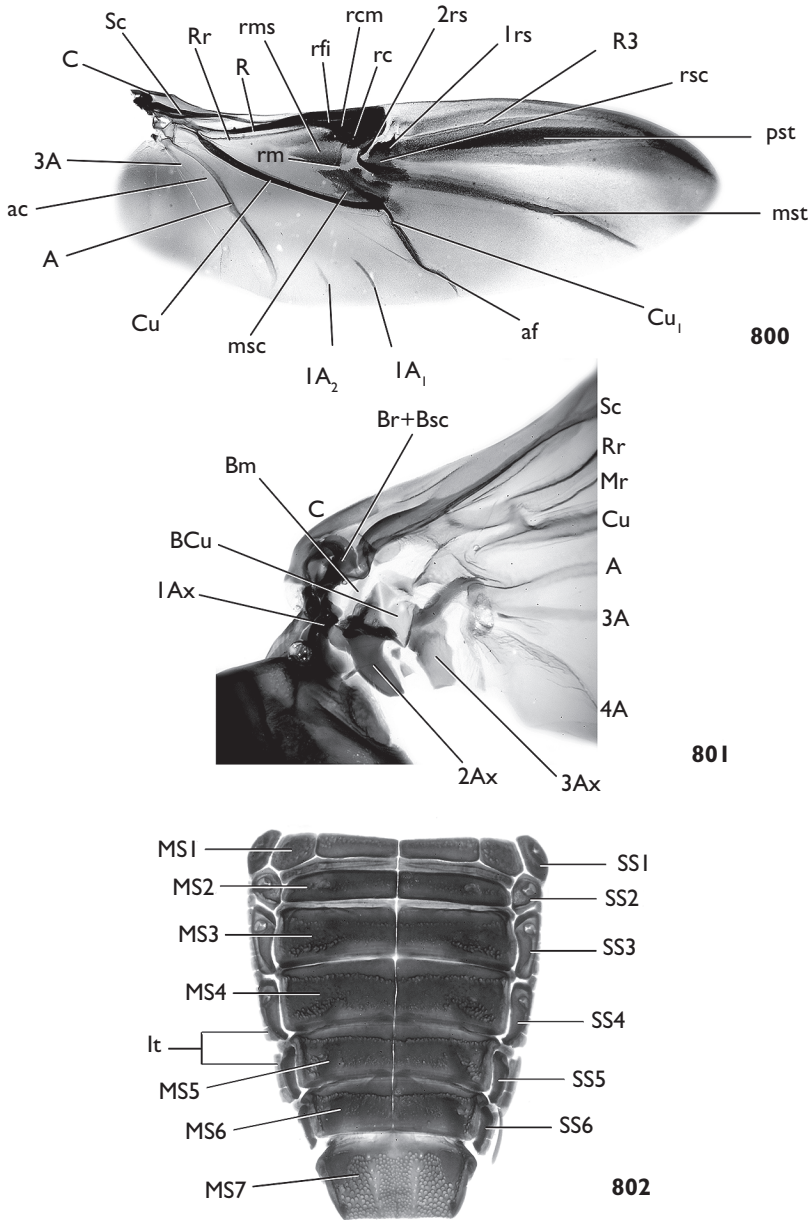 Sc
C
Rr
R
rms
rfi
rcm
rc
2rs
1rs
R3
rsc
pst
mst
3A
ac
A
Cu
rm
msc
1A2
1A1
af
Cu1
800
Br+Bsc
Bm
C
BCu
1Ax
Sc
Rr
Mr
Cu
A
3A
4A
2Ax
3Ax
801
MS1
MS2
MS3
MS4
lt
MS5
MS6
MS7
SS1
SS2
SS3
SS4
SS5
SS6
802